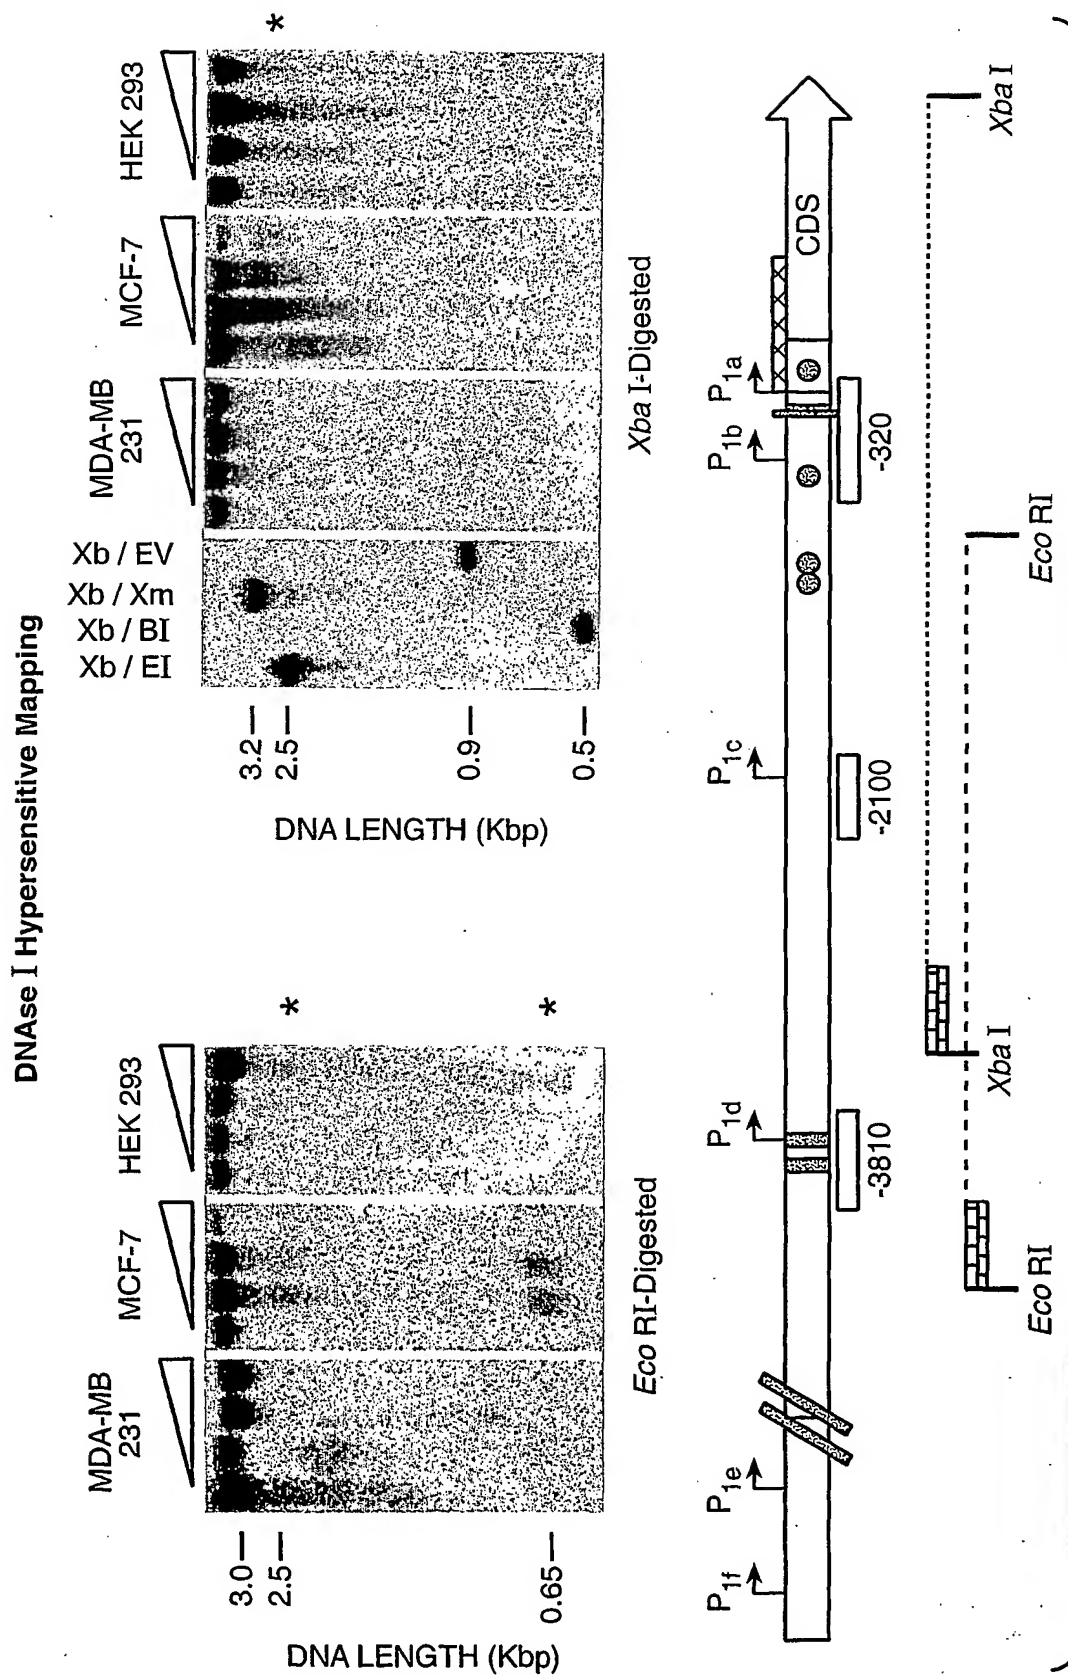 DNAse I Hypersensitive Mapping
MDA-MB
231
MCF-7
HEK 293
3.0
2.5
0.65
DNA LENGTH (Kbp)
*
*
Eco RI-Digested
Xb / EI
Xb / BI
Xb / Xm
Xb / EV
MDA-MB
231
MCF-7
HEK 293
3.2
2.5
0.9
0.5
DNA LENGTH (Kbp)
*
Xba I-Digested
P1f
P1e
P1d
P1c
P1b
P1a
CDS
-3810
-2100
-320
Xba I
Xba I
Eco RI
Eco RI